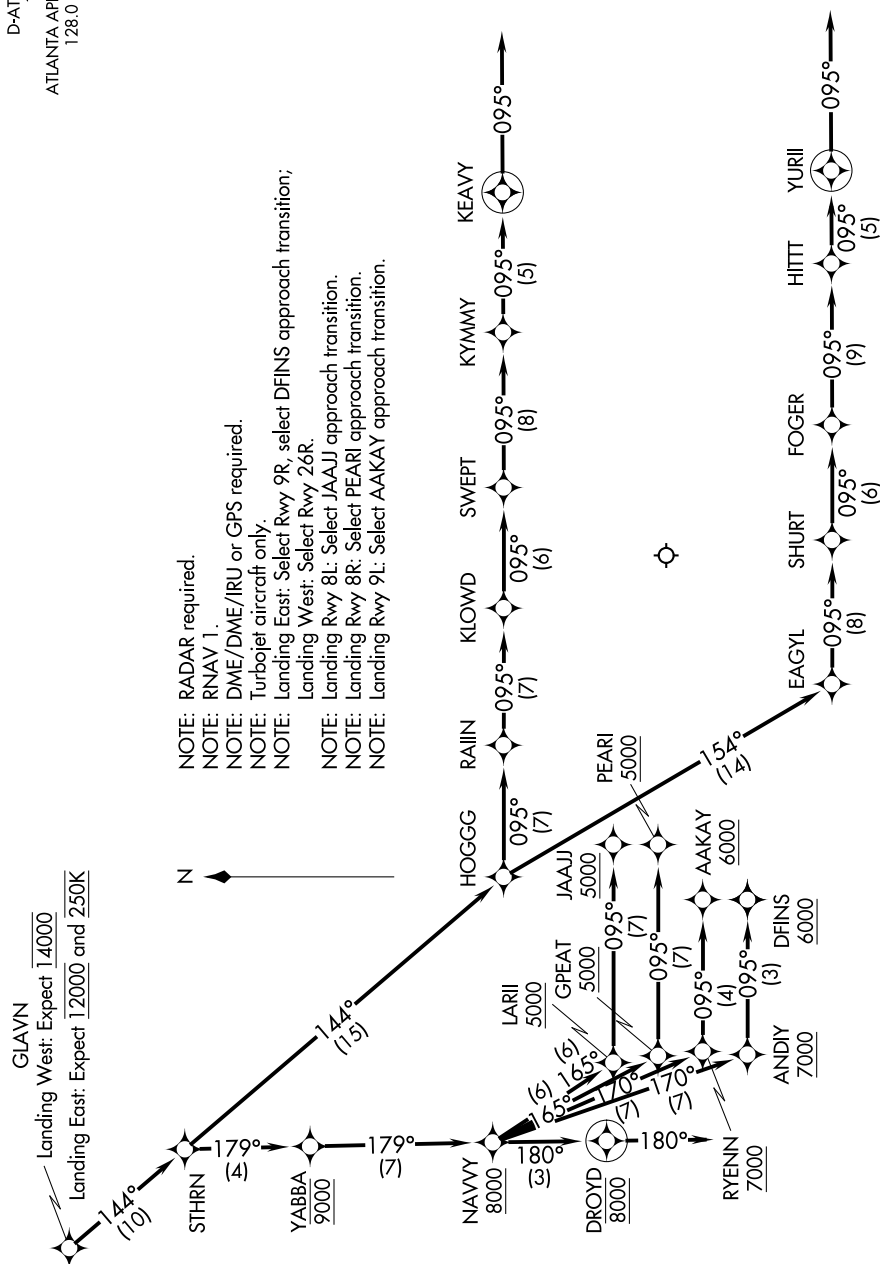 D-AT
ATLANTA AP
128.0
GLAVN
Landing West: Expect 14000
Landing East: Expect 12000 and 250K
N
NOTE: RADAR required.
NOTE: RNAV 1.
NOTE: DME/DME/IRU or GPS required.
NOTE: Turbojet aircraft only.
NOTE: Landing East: Select Rwy 9R, select DFINS approach transition;
Landing West: Select Rwy 26R.
NOTE: Landing Rwy 8L: Select JAAJJ approach transition.
NOTE: Landing Rwy 8R: Select PEARI approach transition.
NOTE: Landing Rwy 9L: Select AAKAY approach transition.
144°
(10)
STHRN
144°
(15)
179°
(4)
YABBA
9000
179°
(7)
NAVVY
8000
180°
(3)
DROYD
8000
180°
165°
(6)
165°
(6)
170°
(7)
170°
(7)
LARII
5000
GPEAT
5000
RYENN
7000
ANDIY
7000
095°
(7)
095°
(7)
095°
(4)
095°
(3)
JAAJJ
5000
PEARI
5000
AAKAY
6000
DFINS
6000
HOGGG
095°
(7)
RAIIN
095°
(7)
KLOWD
095°
(6)
SWEPT
095°
(8)
KYMMY
095°
(5)
KEAVY
095°
154°
(14)
EAGYL
095°
(8)
SHURT
095°
(6)
FOGER
095°
(9)
HITTT
095°
(5)
YURII
095°